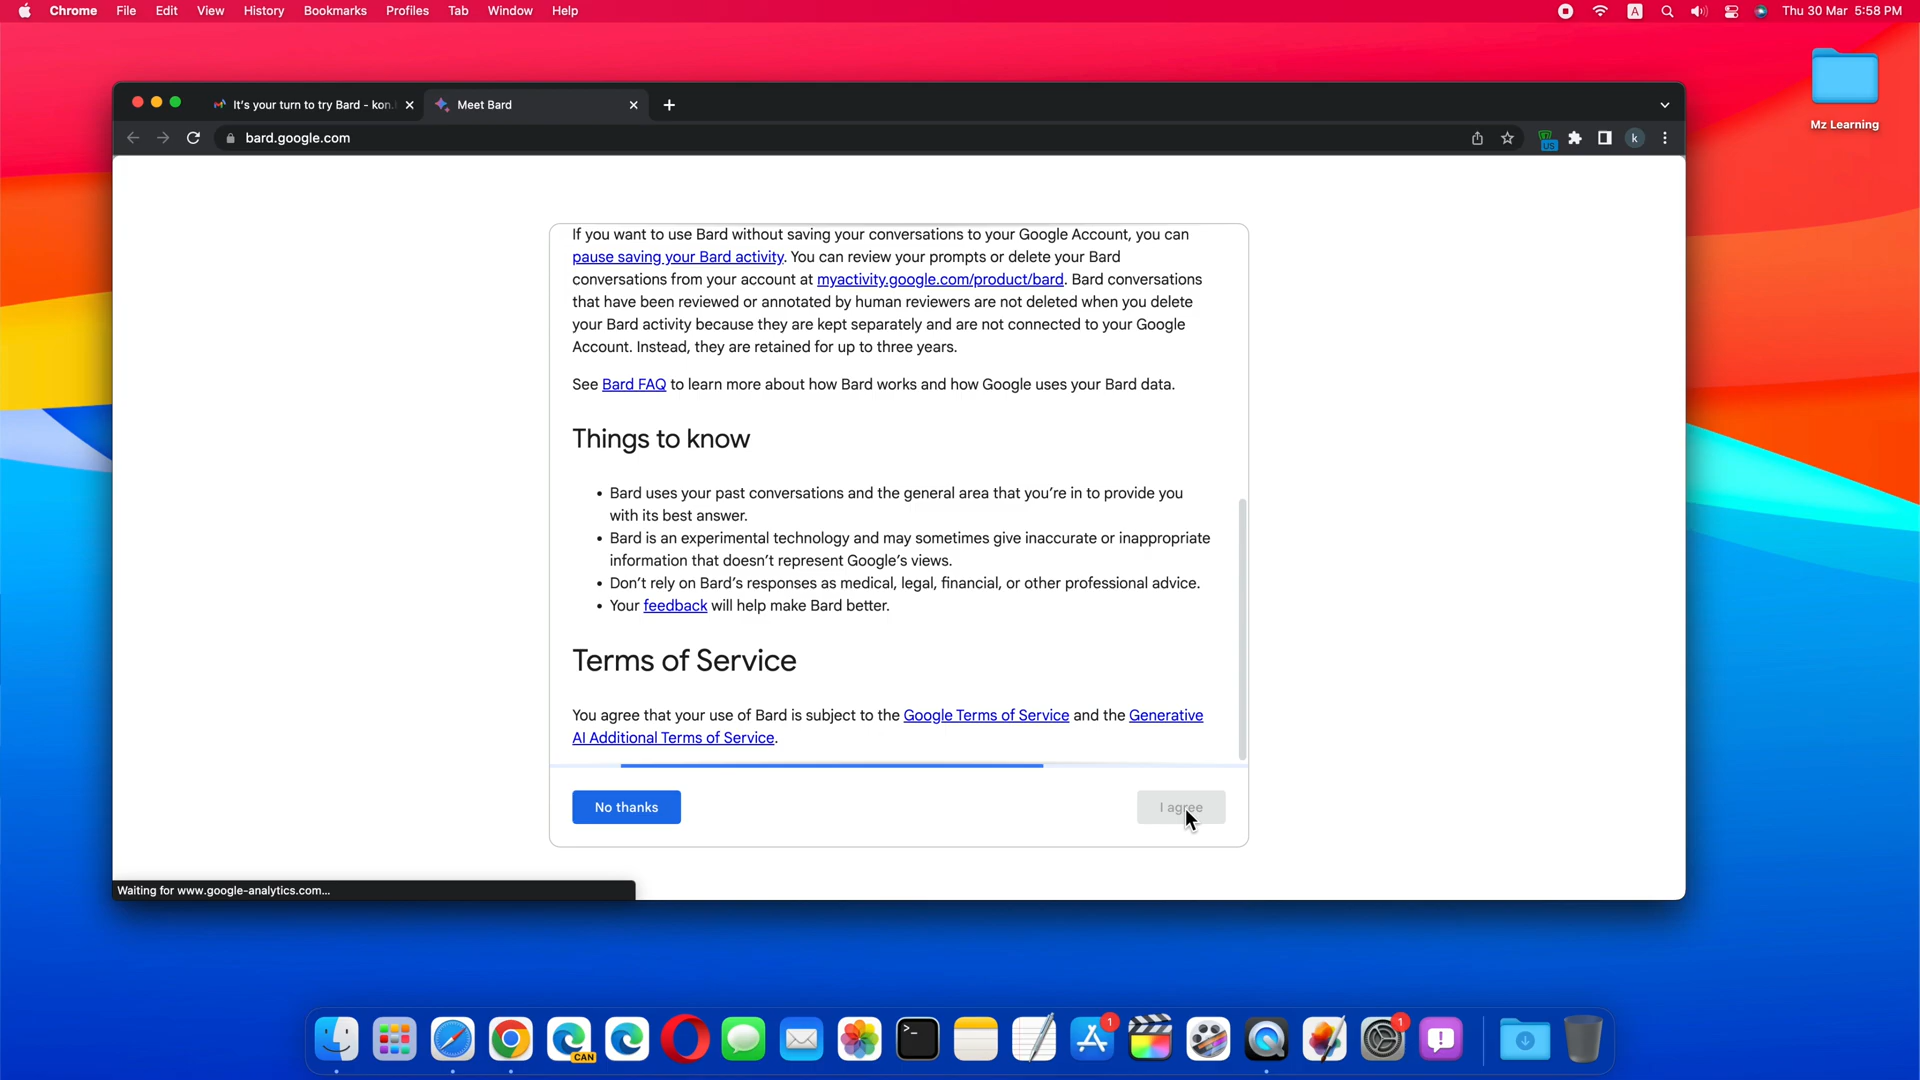 Chrome File Edit View History Bookmarks Profiles Tab Window Help A Thu 30 Mar 5:58 PM
Mz Learning
It's your turn to try Bard - kon. Meet Bard
bard.google.com US k
If you want to use Bard without saving your conversations to your Google Account, you can
pause saving your Bard activity. You can review your prompts or delete your Bard
conversations from your account at myactivity.google.com/product/bard. Bard conversations
that have been reviewed or annotated by human reviewers are not deleted when you delete
your Bard activity because they are kept separately and are not connected to your Google
Account. Instead, they are retained for up to three years.
See Bard FAQ to learn more about how Bard works and how Google uses your Bard data.
Things to know
• Bard uses your past conversations and the general area that you're in to provide you
with its best answer.
• Bard is an experimental technology and may sometimes give inaccurate or inappropriate
information that doesn't represent Google's views.
• Don't rely on Bard's responses as medical, legal, financial, or other professional advice.
• Your feedback will help make Bard better.
Terms of Service
You agree that your use of Bard is subject to the Google Terms of Service and the Generative
AI Additional Terms of Service.
No thanks I agree
Waiting for www.google-analytics.com...
CAN 1 1